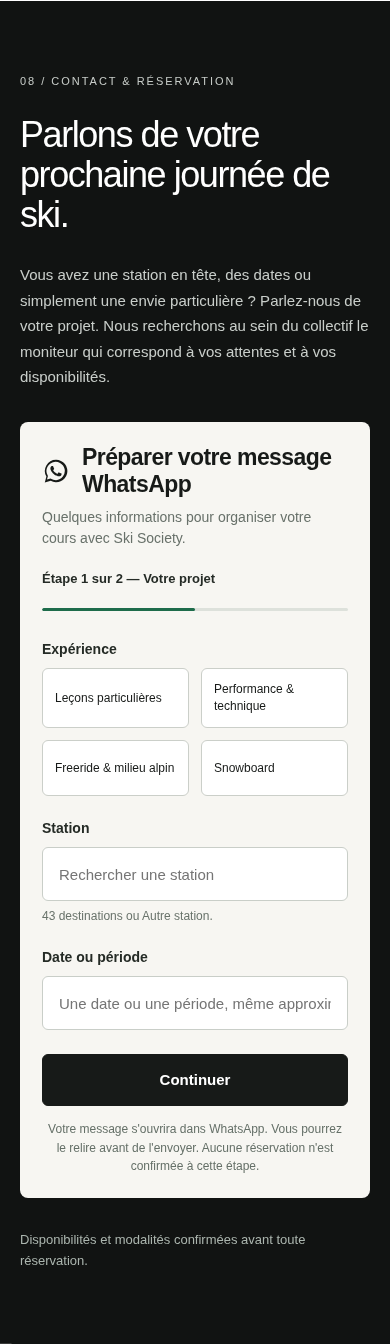 08 / CONTACT & RÉSERVATION
Parlons de votre
prochaine journée de
ski.
Vous avez une station en tête, des dates ou
simplement une envie particulière ? Parlez-nous de
votre projet. Nous recherchons au sein du collectif le
moniteur qui correspond à vos attentes et à vos
disponibilités.
Préparer votre message
WhatsApp
Quelques informations pour organiser votre
cours avec Ski Society.
Étape 1 sur 2 — Votre projet
Expérience
Leçons particulières
Performance &
technique
Freeride & milieu alpin
Snowboard
Station
Rechercher une station
43 destinations ou Autre station.
Date ou période
Une date ou une période, même approxir
Continuer
Votre message s'ouvrira dans WhatsApp. Vous pourrez
le relire avant de l'envoyer. Aucune réservation n'est
confirmée à cette étape.
Disponibilités et modalités confirmées avant toute
réservation.